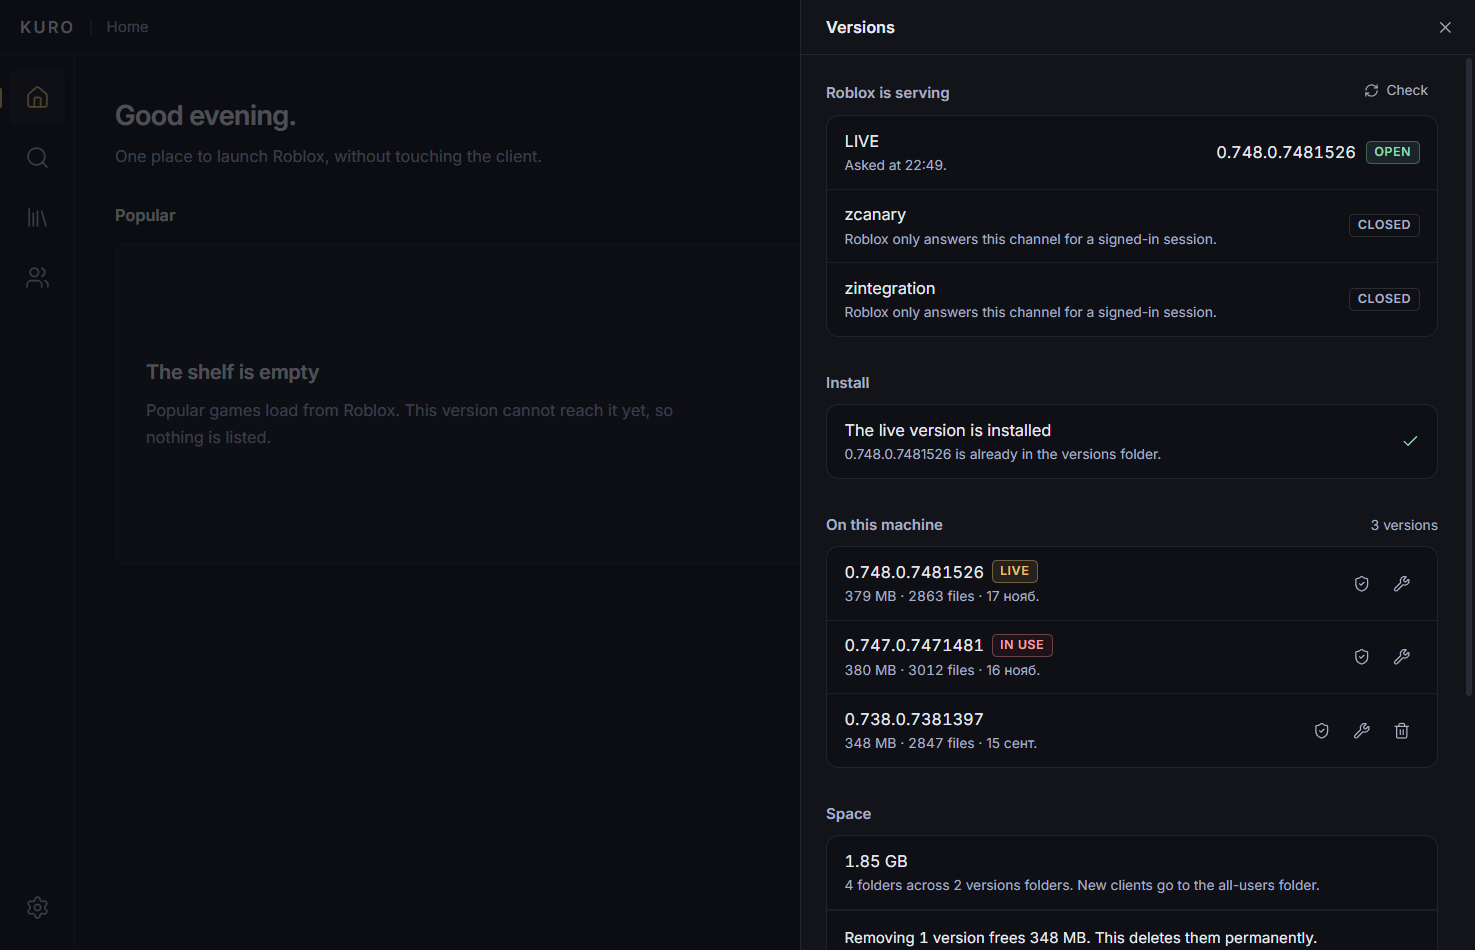 KURO
Home
Versions
Good evening.
One place to launch Roblox, without touching the client.
Popular
The shelf is empty
Popular games load from Roblox. This version cannot reach it yet, so
nothing is listed.
Roblox is serving
Check
LIVE
Asked at 22:49.
0.748.0.7481526
OPEN
zcanary
Roblox only answers this channel for a signed-in session.
CLOSED
zintegration
Roblox only answers this channel for a signed-in session.
CLOSED
Install
The live version is installed
0.748.0.7481526 is already in the versions folder.
On this machine
3 versions
0.748.0.7481526 LIVE
379 MB · 2863 files · 17 нояб.
0.747.0.7471481 IN USE
380 MB · 3012 files · 16 нояб.
0.738.0.7381397
348 MB · 2847 files · 15 сент.
Space
1.85 GB
4 folders across 2 versions folders. New clients go to the all-users folder.
Removing 1 version frees 348 MB. This deletes them permanently.